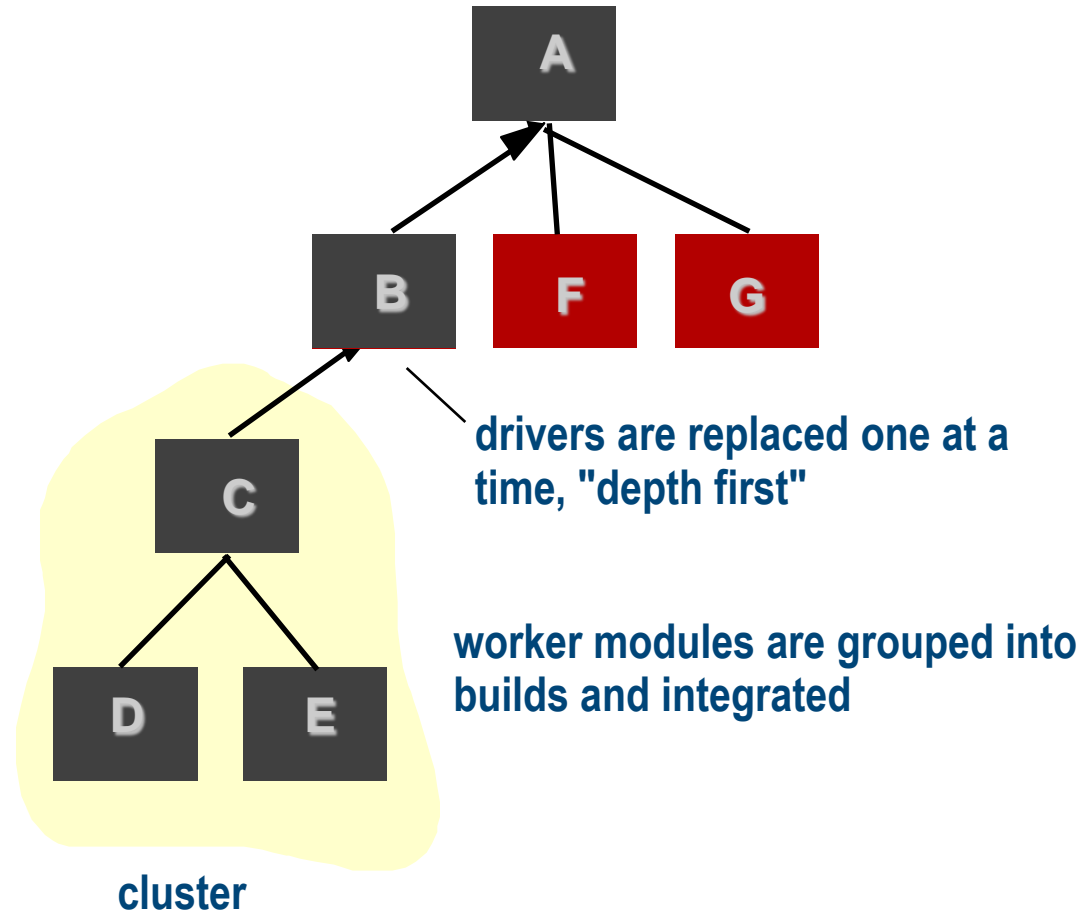 A
B
F
G
drivers are replaced one at a
time, "depth first"
C
worker modules are grouped into
builds and integrated
D
E
cluster